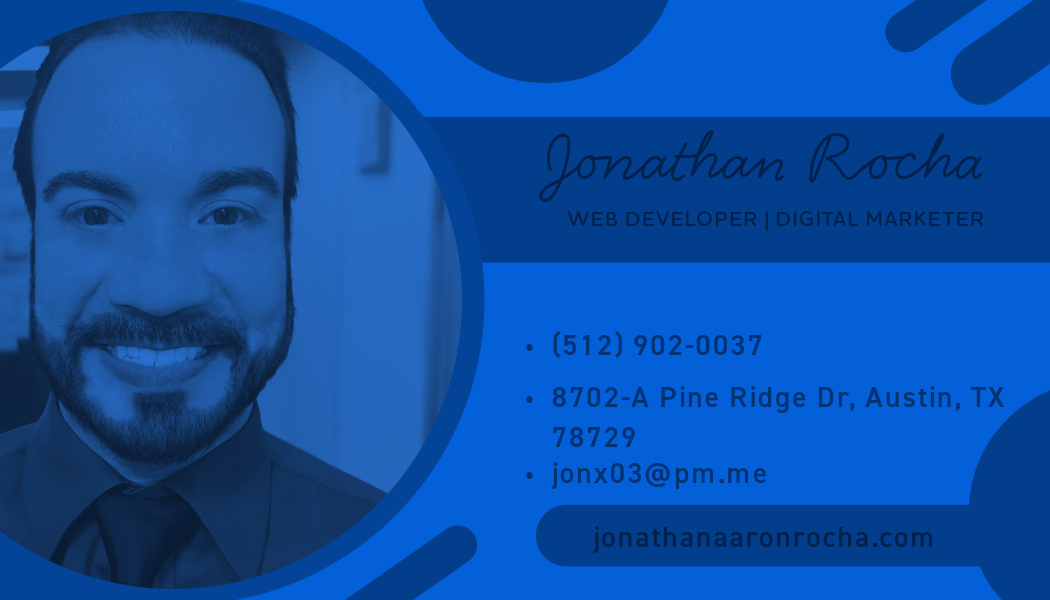 Jonathan Rocha
WEB DEVELOPER | DIGITAL MARKETER
• (512) 902-0037
• 8702-A Pine Ridge Dr, Austin, TX
78729
• jonx03@pm.me
jonathanaaronrocha.com